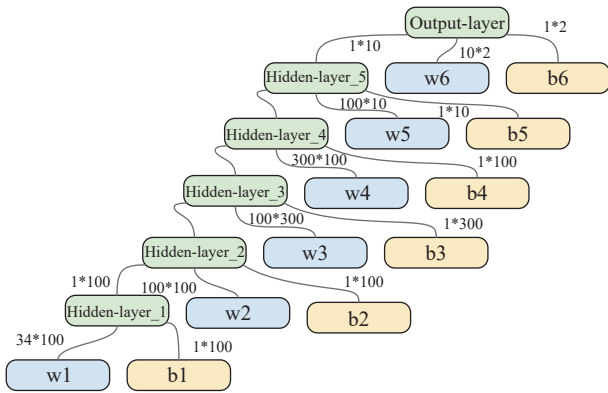 Output-layer
1*10
10*2
1*2
Hidden-layer_5
w6
b6
100*10
1*10
Hidden-layer_4
w5
b5
300*100
1*100
Hidden-layer_3
w4
b4
100*300
1*300
Hidden-layer_2
w3
b3
1*100
100*100
1*100
Hidden-layer_1
w2
b2
34*100
1*100
w1
b1